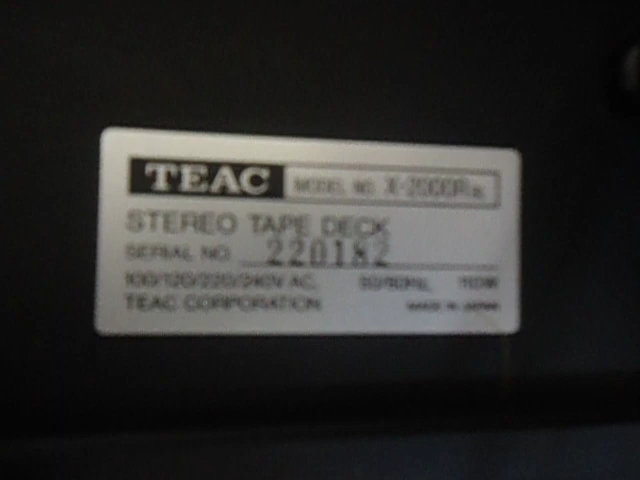 TEAC MODEL NO. X-2000R
STEREO TAPE DECK
SERIAL NO. 220182
100/120/220/240V AC, 50/60Hz,
TEAC CORPORATION MADE IN JAPAN